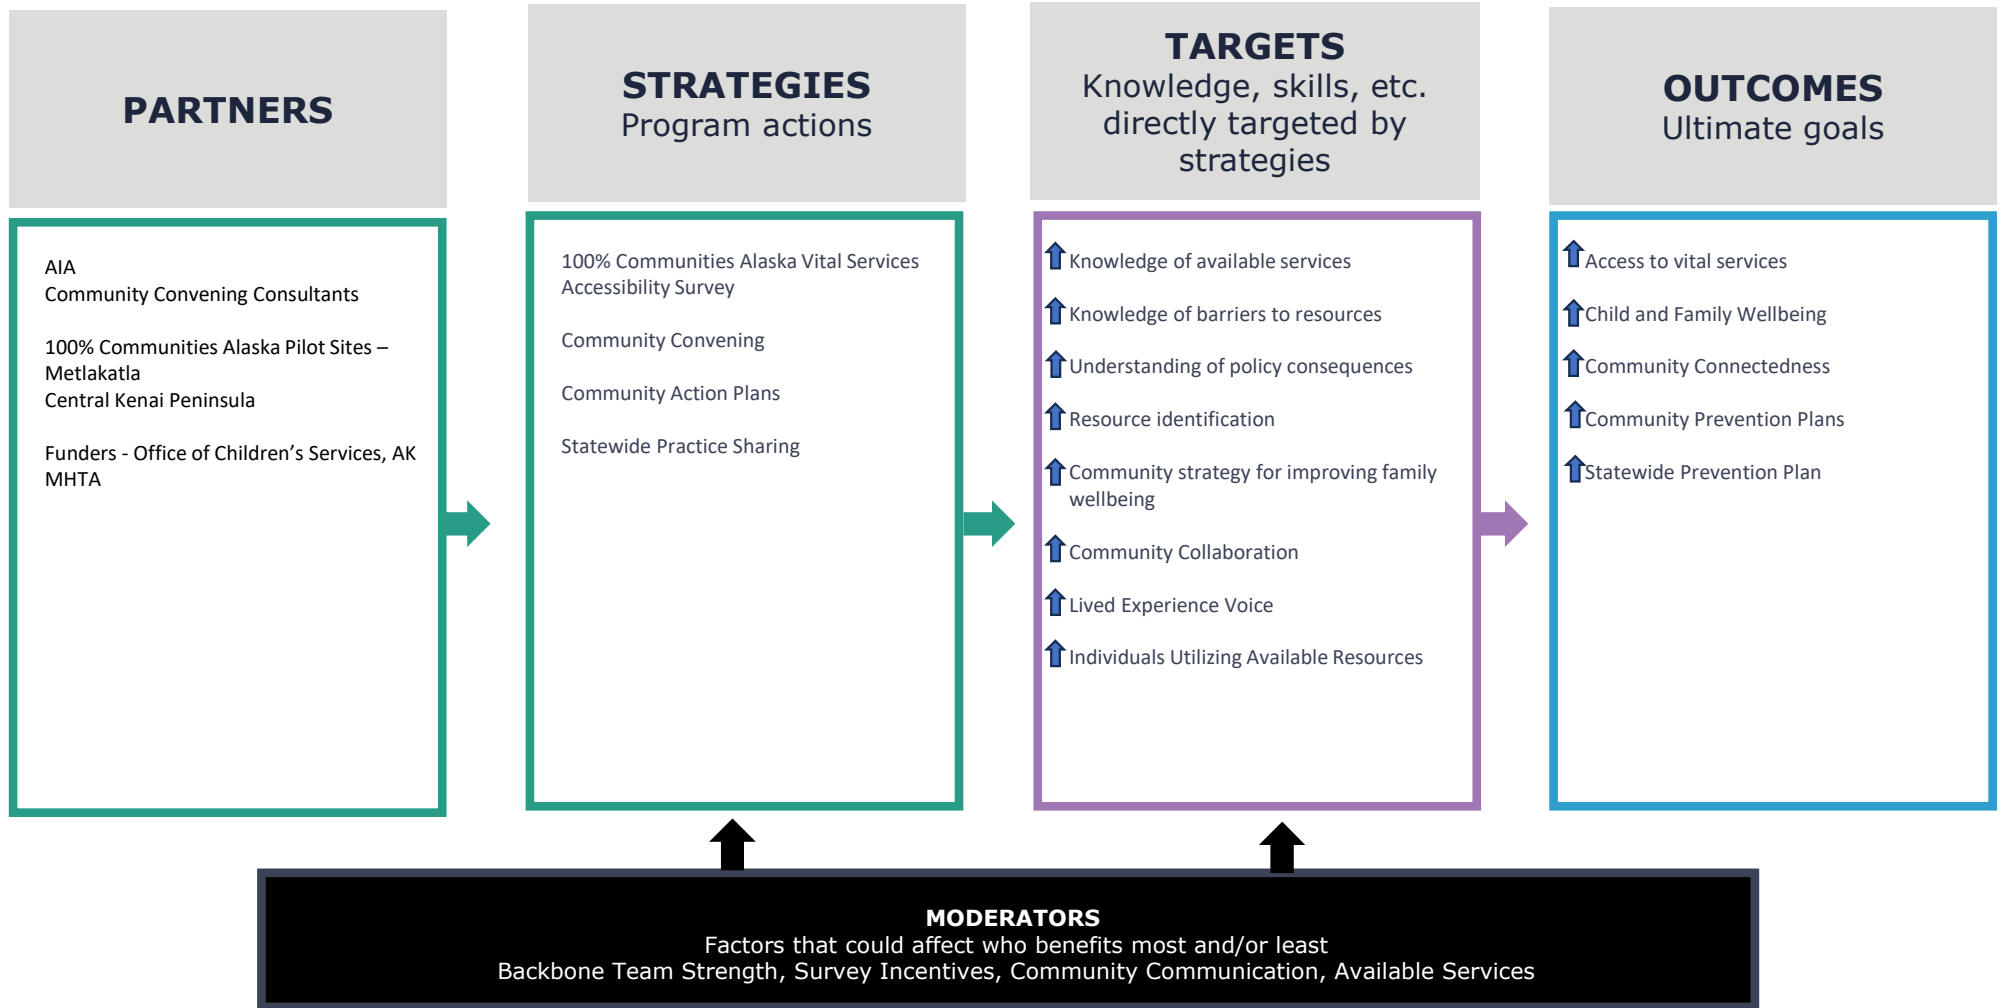 PARTNERS
STRATEGIES
Program actions
TARGETS
Knowledge, skills, etc.
directly targeted by
strategies
OUTCOMES
Ultimate goals
AIA
Community Convening Consultants
100% Communities Alaska Pilot Sites –
Metlakatla
Central Kenai Peninsula
Funders - Office of Children’s Services, AK
MHTA
100% Communities Alaska Vital Services
Accessibility Survey
Community Convening
Community Action Plans
Statewide Practice Sharing
Knowledge of available services
Knowledge of barriers to resources
Understanding of policy consequences
Resource identification
Community strategy for improving family
wellbeing
Community Collaboration
Lived Experience Voice
Individuals Utilizing Available Resources
Access to vital services
Child and Family Wellbeing
Community Connectedness
Community Prevention Plans
Statewide Prevention Plan
MODERATORS
Factors that could affect who benefits most and/or least
Backbone Team Strength, Survey Incentives, Community Communication, Available Services